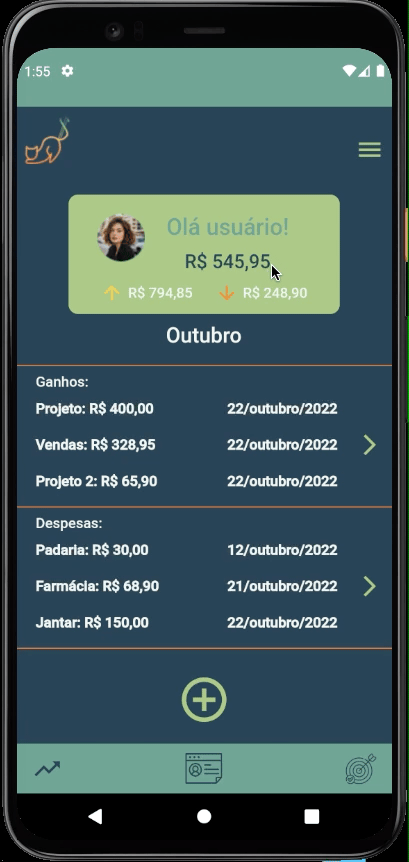 1:55
Olá usuário!
R$ 545,95
R$ 794,85 R$ 248,90
Outubro
Ganhos:
Projeto: R$ 400,00 22/outubro/2022
Vendas: R$ 328,95 22/outubro/2022
Projeto 2: R$ 65,90 22/outubro/2022
Despesas:
Padaria: R$ 30,00 12/outubro/2022
Farmácia: R$ 68,90 21/outubro/2022
Jantar: R$ 150,00 22/outubro/2022